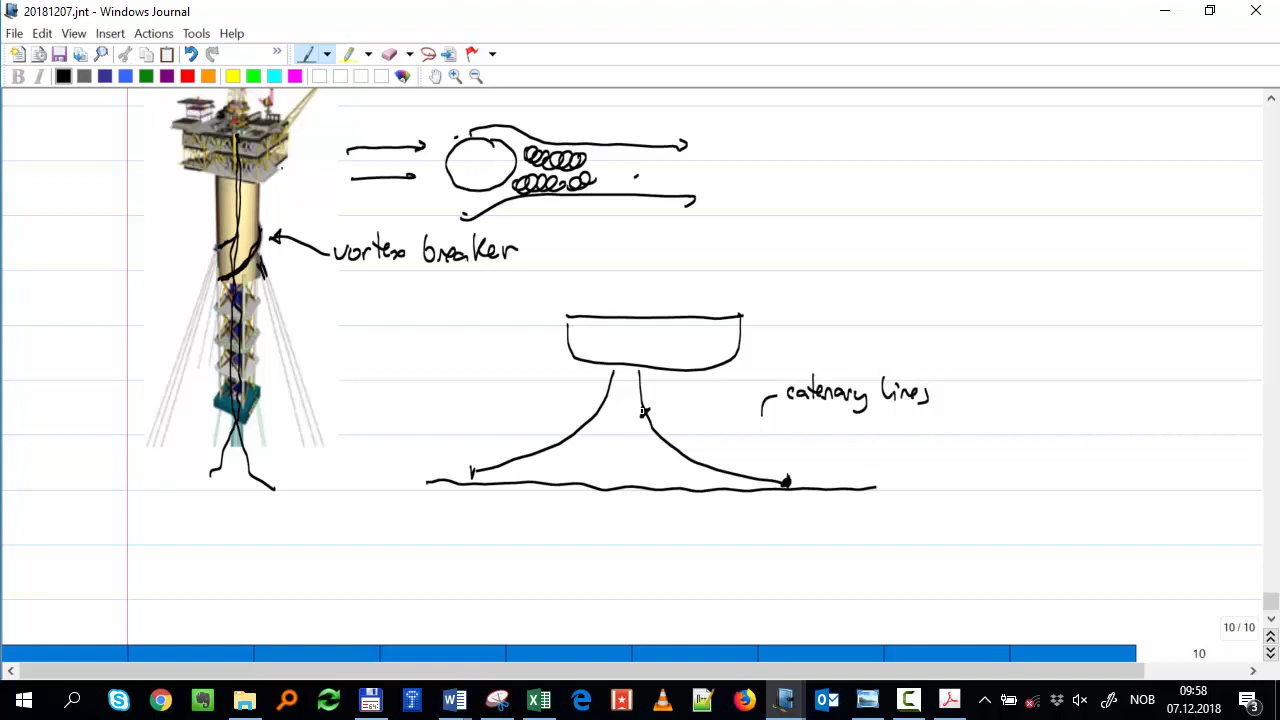 20181207.jnt - Windows Journal
File Edit View Insert Actions Tools Help
B I
vortex breaker
catenary lines
10 / 10
10
NOB
09:58
07.12.2018
3